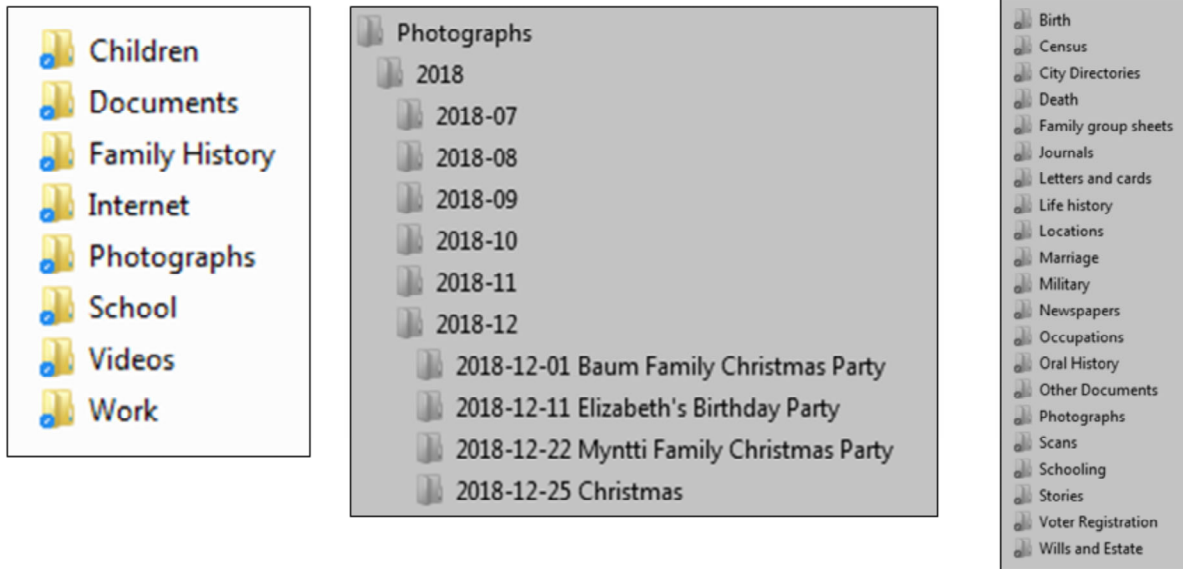 Children
Documents
Family History
Internet
Photographs
School
Videos
Work
Photographs
2018
2018-07
2018-08
2018-09
2018-10
2018-11
2018-12
2018-12-01 Baum Family Christmas Party
2018-12-11 Elizabeth's Birthday Party
2018-12-22 Myntti Family Christmas Party
2018-12-25 Christmas
Birth
Census
City Directories
Death
Family group sheets
Journals
Letters and cards
Life history
Locations
Marriage
Military
Newspapers
Occupations
Oral History
Other Documents
Photographs
Scans
Schooling
Stories
Voter Registration
Wills and Estate